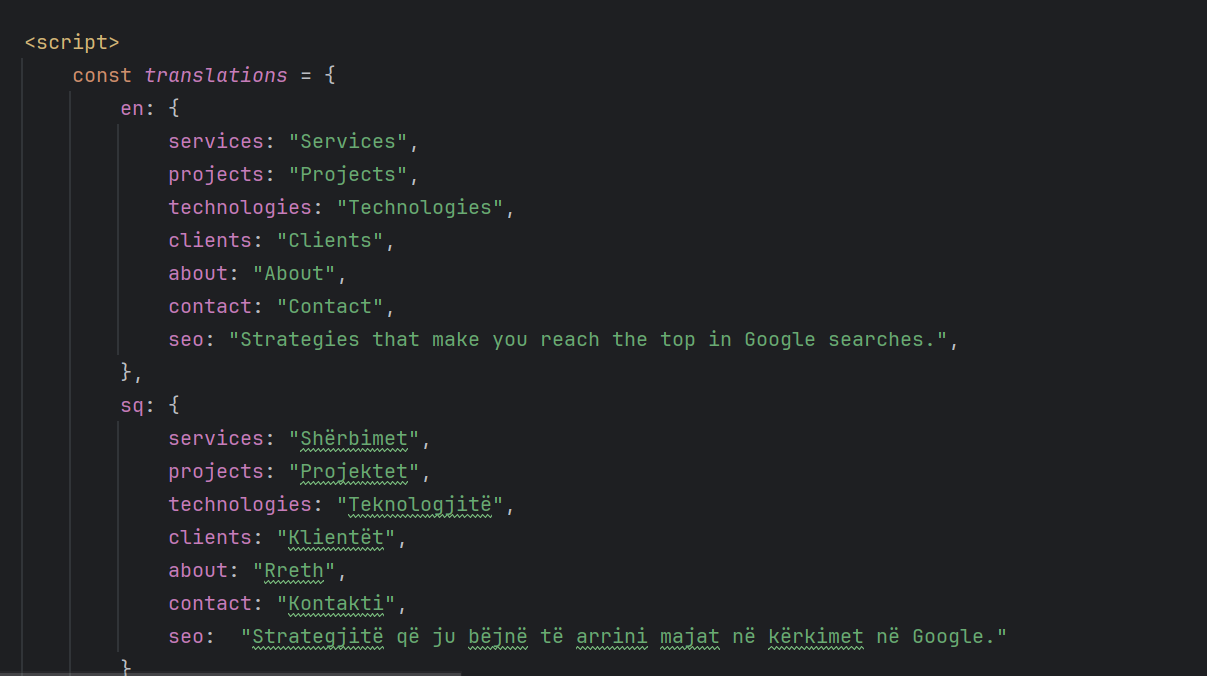 <script>
const translations = {
en: {
services: "Services",
projects: "Projects",
technologies: "Technologies",
clients: "Clients",
about: "About",
contact: "Contact",
seo: "Strategies that make you reach the top in Google searches.",
},
sq: {
services: "Shërbimet",
projects: "Projektet",
technologies: "Teknologjitë",
clients: "Klientët",
about: "Rreth",
contact: "Kontakti",
seo:  "Strategjitë që ju bëjnë të arrini majat në kërkimet në Google."
}